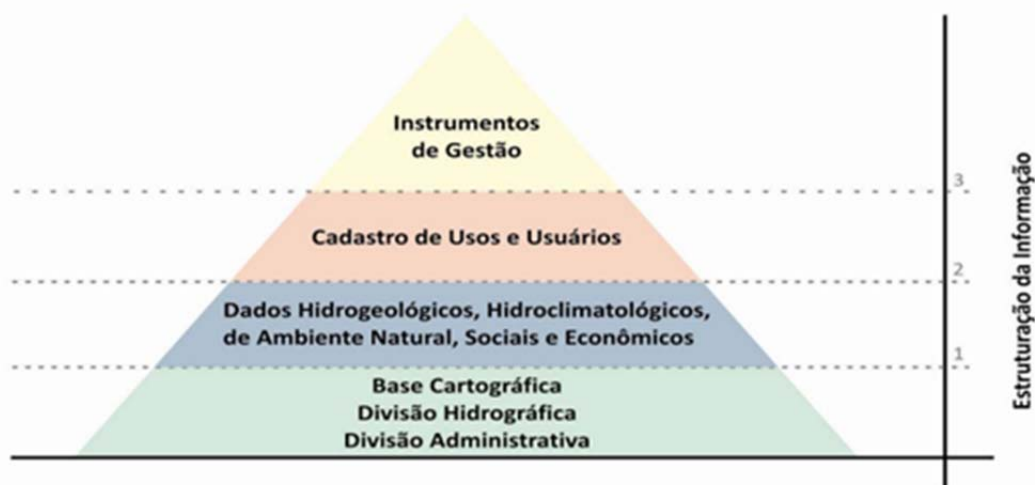 Instrumentos
de Gestão
3
Cadastro de Usos e Usuários
2
Dados Hidrogeológicos, Hidroclimatológicos,
de Ambiente Natural, Sociais e Econômicos
1
Base Cartográfica
Divisão Hidrográfica
Divisão Administrativa
Estruturação da Informação